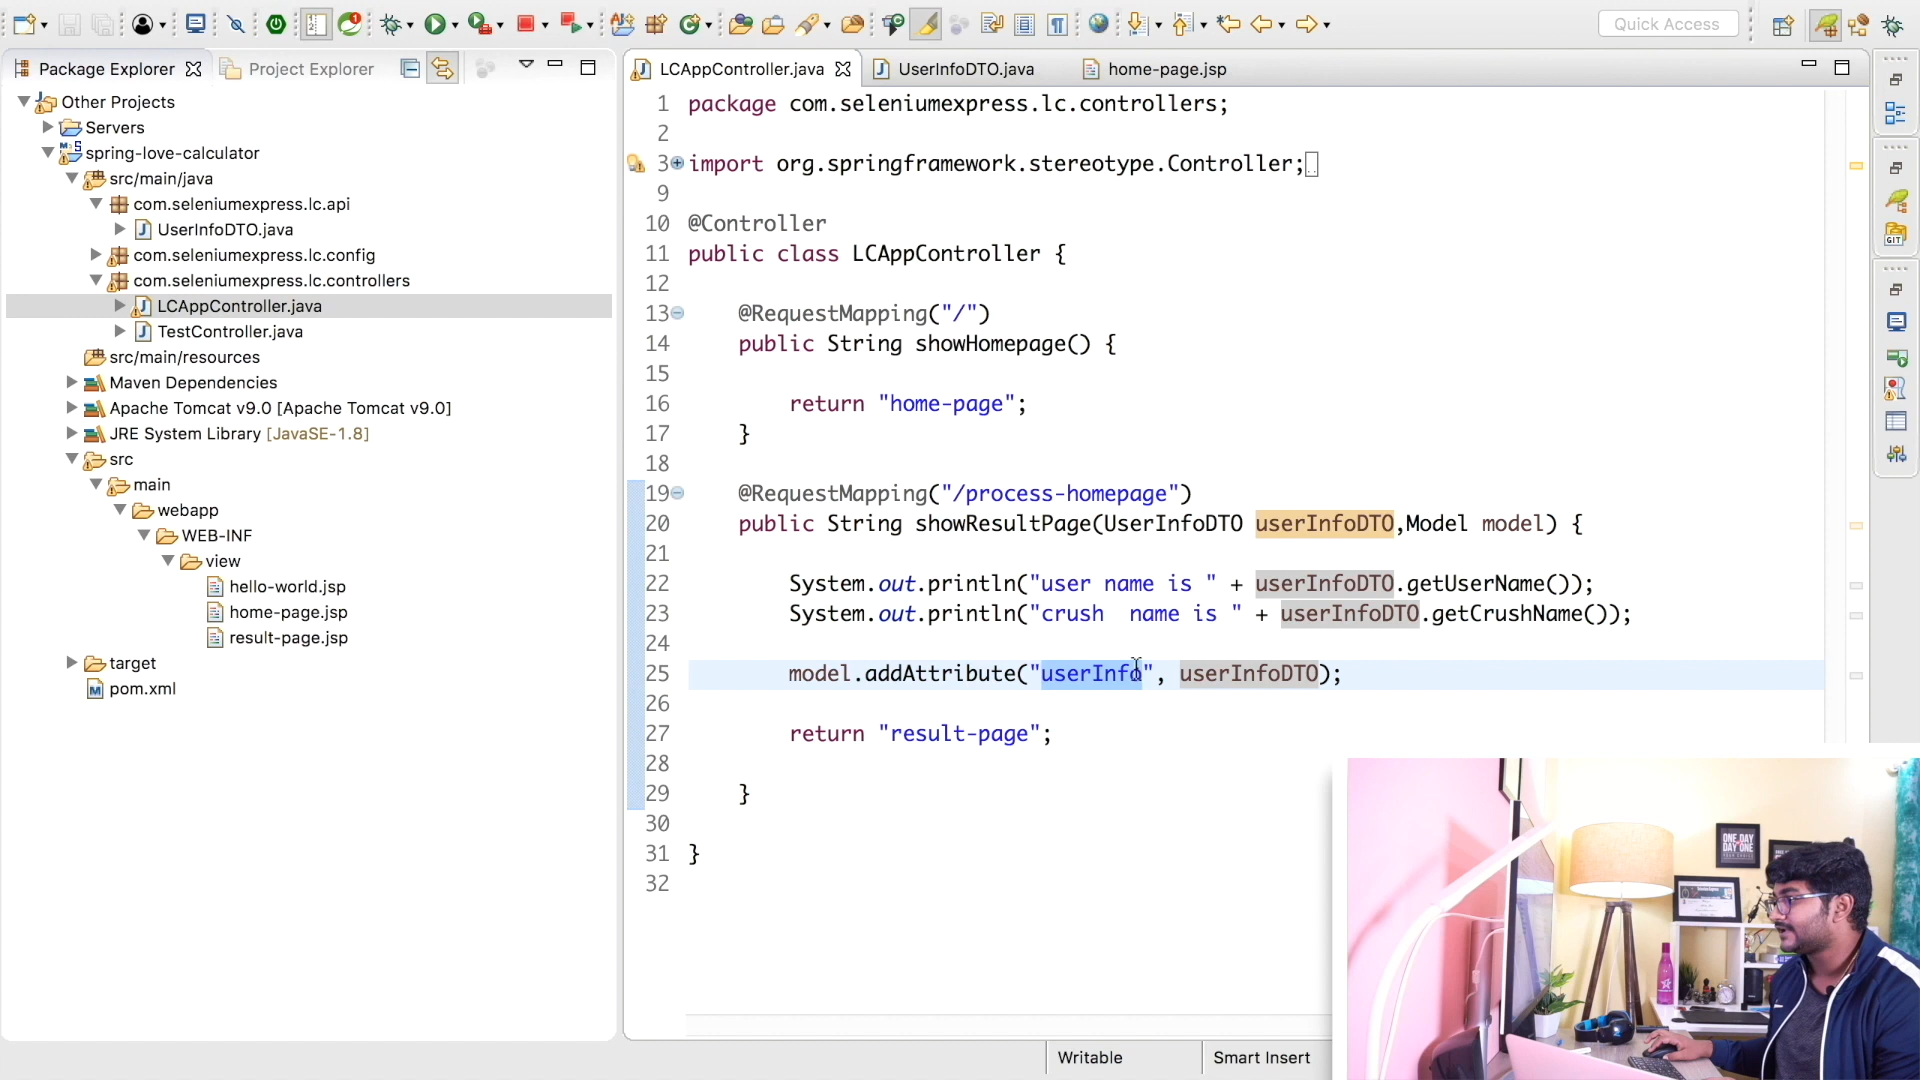 Quick Access
Package Explorer
Project Explorer
LCAppController.java
UserInfoDTO.java
home-page.jsp
Other Projects
Servers
spring-love-calculator
src/main/java
com.seleniumexpress.lc.api
UserInfoDTO.java
com.seleniumexpress.lc.config
com.seleniumexpress.lc.controllers
LCAppController.java
TestController.java
src/main/resources
Maven Dependencies
Apache Tomcat v9.0 [Apache Tomcat v9.0]
JRE System Library [JavaSE-1.8]
src
main
webapp
WEB-INF
view
hello-world.jsp
home-page.jsp
result-page.jsp
target
pom.xml
1 package com.seleniumexpress.lc.controllers;
2
3 import org.springframework.stereotype.Controller;
9
10 @Controller
11 public class LCAppController {
12
13 @RequestMapping("/")
14 public String showHomepage() {
15
16 return "home-page";
17 }
18
19 @RequestMapping("/process-homepage")
20 public String showResultPage(UserInfoDTO userInfoDTO,Model model) {
21
22 System.out.println("user name is " + userInfoDTO.getUserName());
23 System.out.println("crush  name is " + userInfoDTO.getCrushName());
24
25 model.addAttribute("userInfo", userInfoDTO);
26
27 return "result-page";
28
29 }
30
31 }
32
Writable
Smart Insert
GIT
ONE DAY
DAY ONE